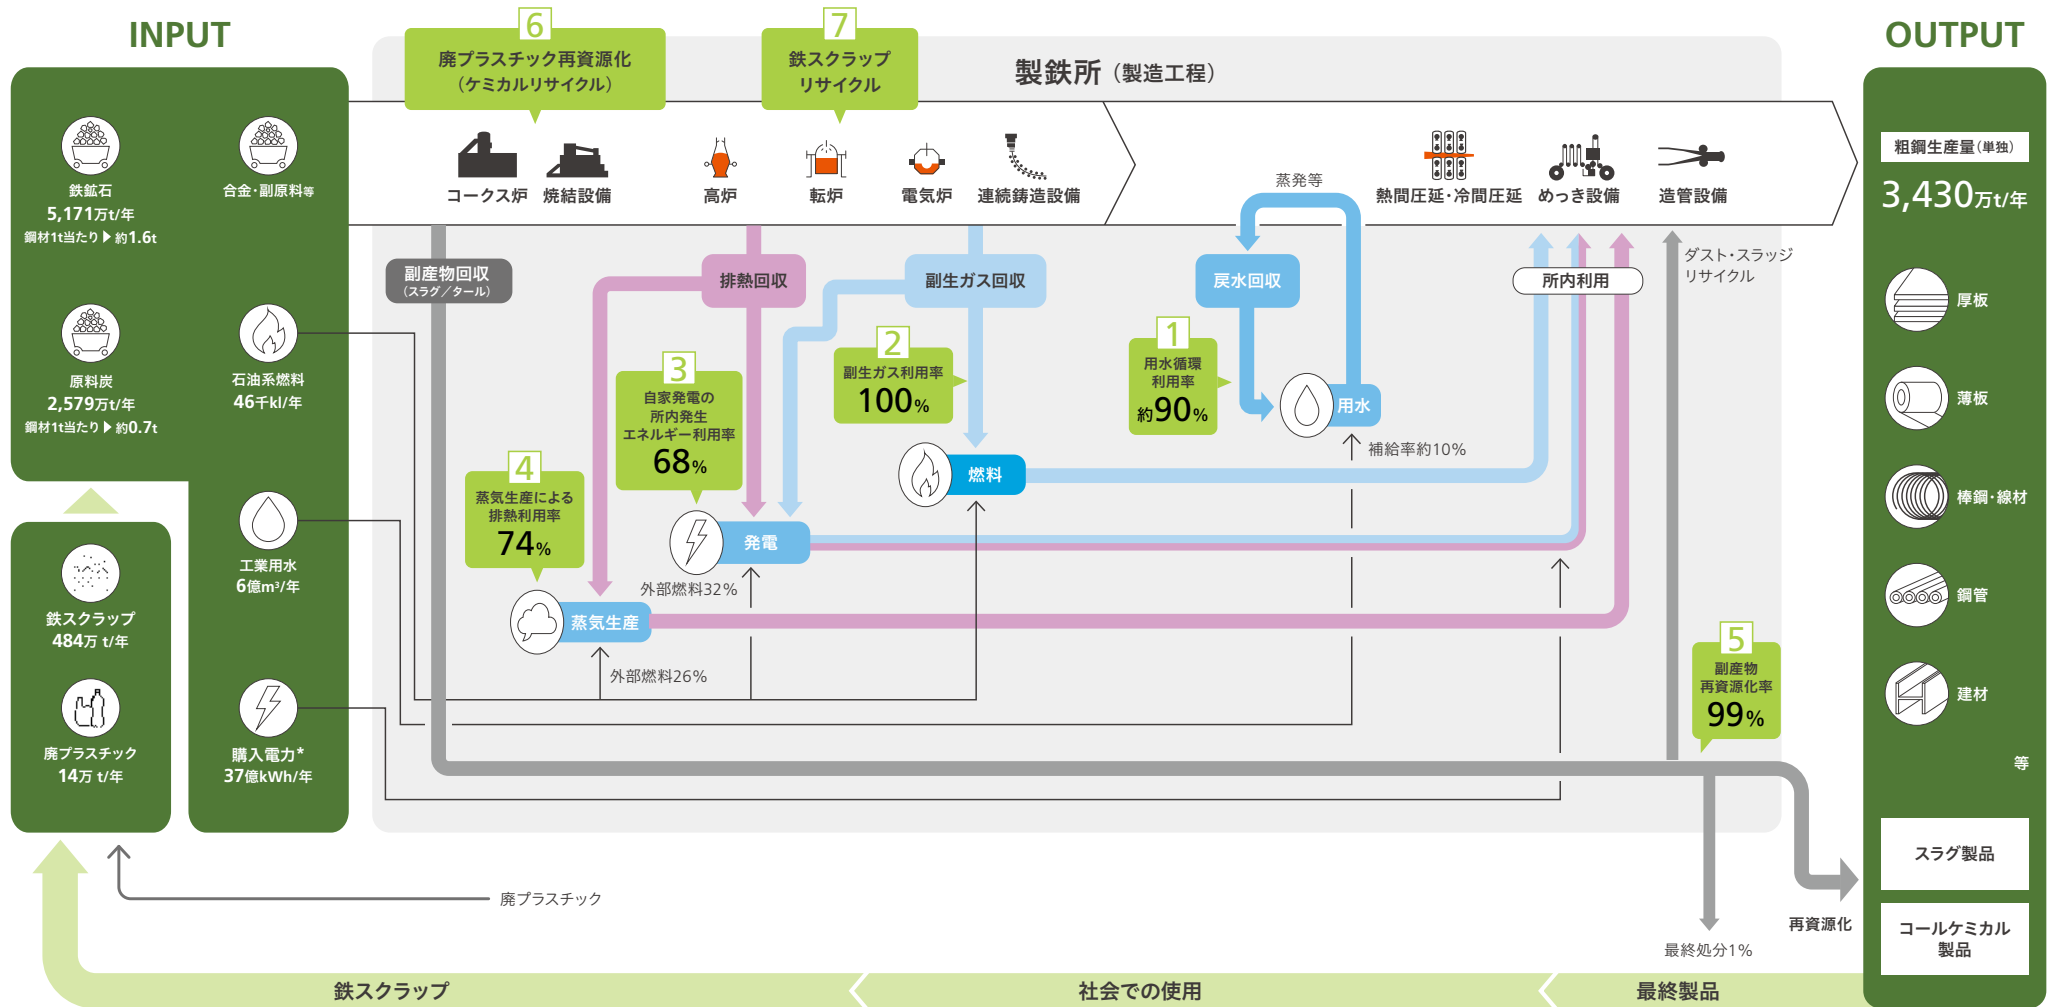 INPUT
鉄鉱石
5,171万t/年
鋼材1t当たり▶約1.6t
合金・副原料等
原料炭
2,579万t/年
鋼材1t当たり▶約0.7t
石油系燃料
46千kl/年
工業用水
6億m³/年
購入電力*
37億kWh/年
鉄スクラップ
484万 t/年
廃プラスチック
14万 t/年
製鉄所（製造工程）
6
廃プラスチック再資源化
（ケミカルリサイクル）
7
鉄スクラップ
リサイクル
コークス炉
焼結設備
高炉
転炉
電気炉
連続鋳造設備
熱間圧延・冷間圧延
めっき設備
造管設備
蒸発等
副産物回収
（スラグ／タール）
排熱回収
副生ガス回収
戻水回収
所内利用
ダスト・スラッジ
リサイクル
1
用水循環
利用率
約90%
2
副生ガス利用率
100%
3
自家発電の
所内発生
エネルギー利用率
68%
4
蒸気生産による
排熱利用率
74%
用水
補給率約10%
燃料
発電
外部燃料32%
蒸気生産
外部燃料26%
5
副産物
再資源化率
99%
廃プラスチック
最終処分1%
再資源化
鉄スクラップ
社会での使用
最終製品
OUTPUT
粗鋼生産量（単独）
3,430万t/年
厚板
薄板
棒鋼・線材
鋼管
建材
等
スラグ製品
コールケミカル
製品